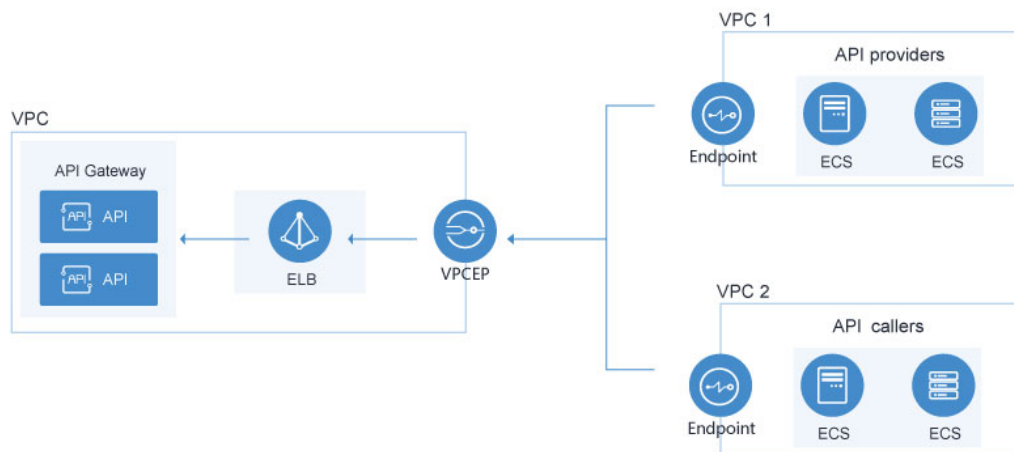 VPC
API Gateway
API API
API API
ELB
VPCEP
VPC 1
API providers
Endpoint
ECS ECS
VPC 2
API callers
Endpoint
ECS ECS